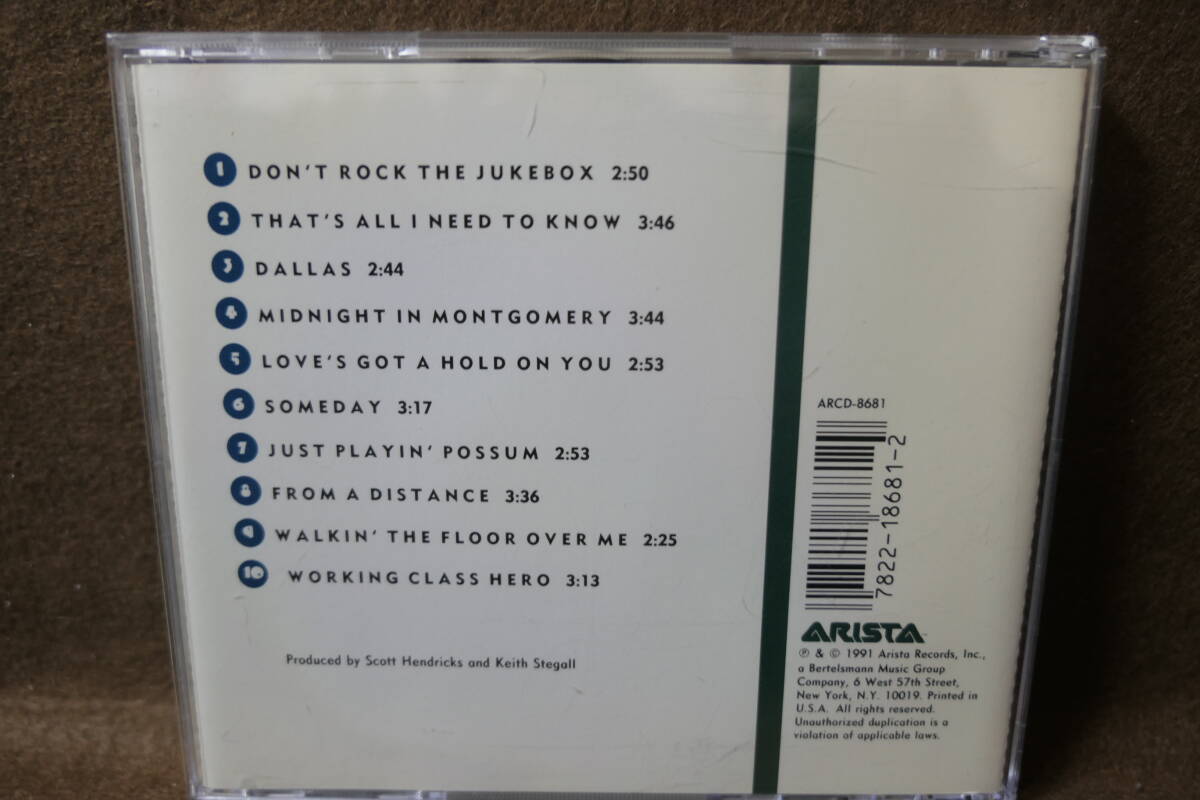 1 DON'T ROCK THE JUKEBOX 2:50
2 THAT'S ALL I NEED TO KNOW 3:46
3 DALLAS 2:44
4 MIDNIGHT IN MONTGOMERY 3:44
5 LOVE'S GOT A HOLD ON YOU 2:53
6 SOMEDAY 3:17
7 JUST PLAYIN' POSSUM 2:53
8 FROM A DISTANCE 3:36
9 WALKIN' THE FLOOR OVER ME 2:25
10 WORKING CLASS HERO 3:13
Produced by Scott Hendricks and Keith Stegall
ARCD-8681
7822-18681-2
ARISTA™
℗ & © 1991 Arista Records, Inc.,
a Bertelsmann Music Group
Company, 6 West 57th Street,
New York, N.Y. 10019. Printed in
U.S.A. All rights reserved.
Unauthorized duplication is a
violation of applicable laws.